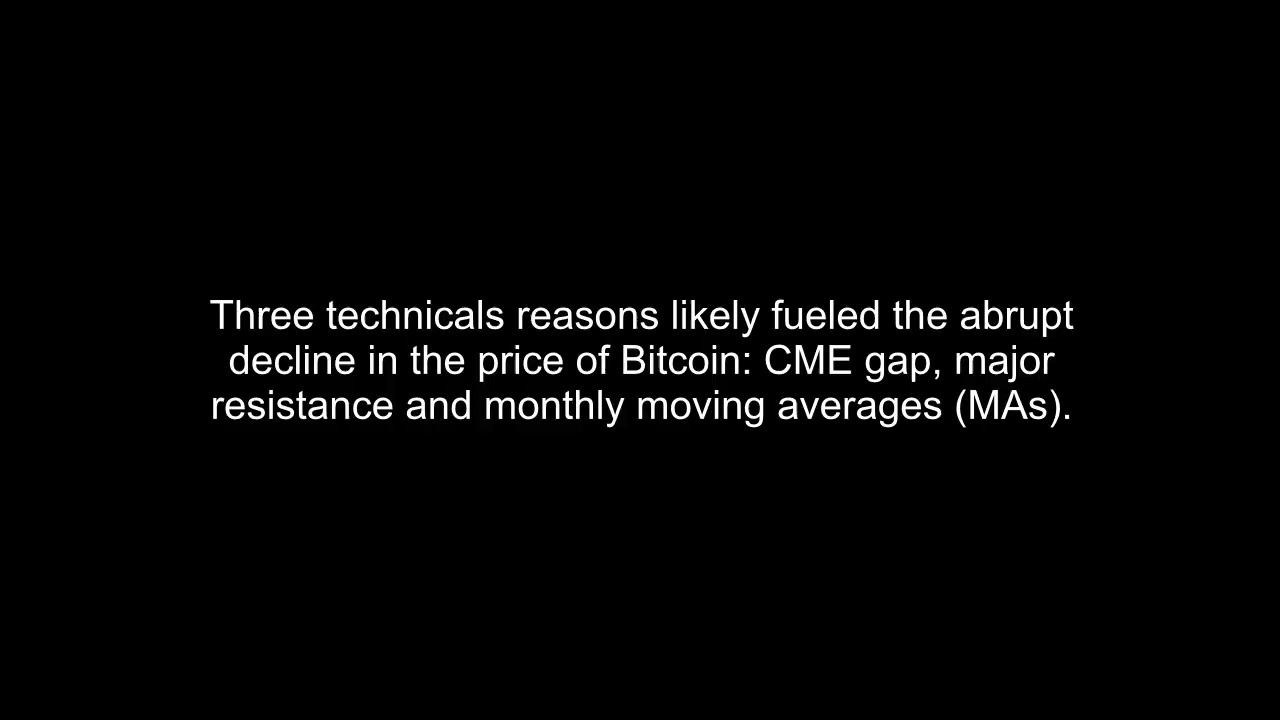 Three technicals reasons likely fueled the abrupt
decline in the price of Bitcoin: CME gap, major
resistance and monthly moving averages (MAs).